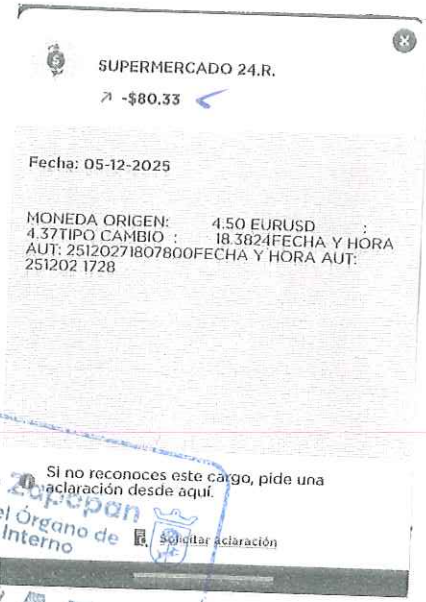 SUPERMERCADO 24.R.
-$80.33
Fecha: 05-12-2025
MONEDA ORIGEN: 4.50 EURUSD :
4.37TIPO CAMBIO : 18.3824FECHA Y HORA
AUT: 25120271807800FECHA Y HORA AUT:
251202 1728
Si no reconoces este cargo, pide una
aclaración desde aquí.
Solicitar aclaración
Zapopan
el Órgano de
Interno